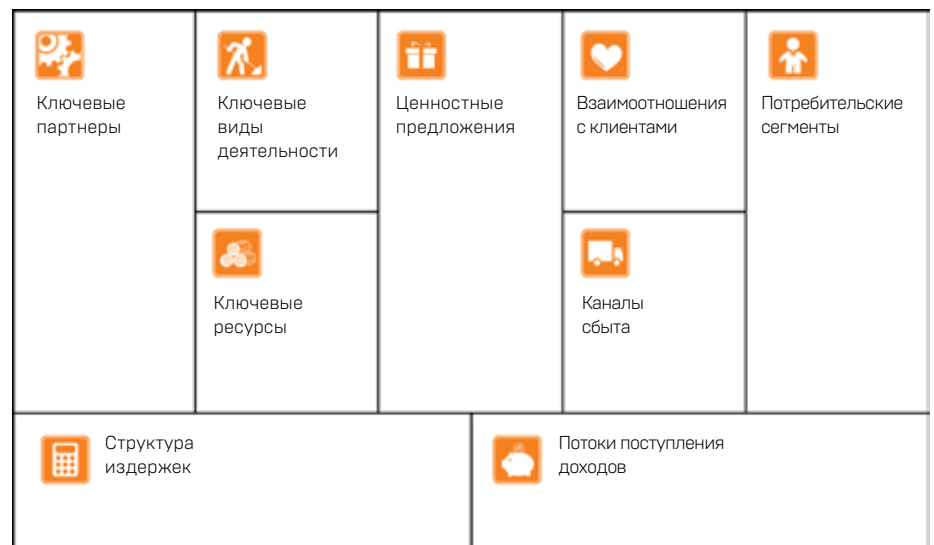 Ключевые
партнеры
Ключевые
виды
деятельности
Ценностные
предложения
Взаимоотношения
с клиентами
Потребительские
сегменты
Ключевые
ресурсы
Каналы
сбыта
Структура
издержек
Потоки поступления
доходов